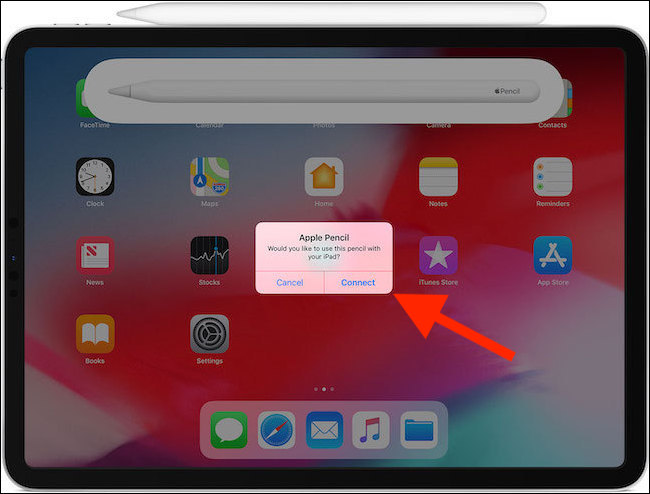 Pencil
FaceTime
Calendar
Photos
Camera
Contacts
Clock
Maps
280
Home
Notes
Reminders
Apple Pencil
Would you like to use this pencil with
your iPad?
Cancel
Connect
News
Stocks
iTunes Store
App Store
Books
Settings